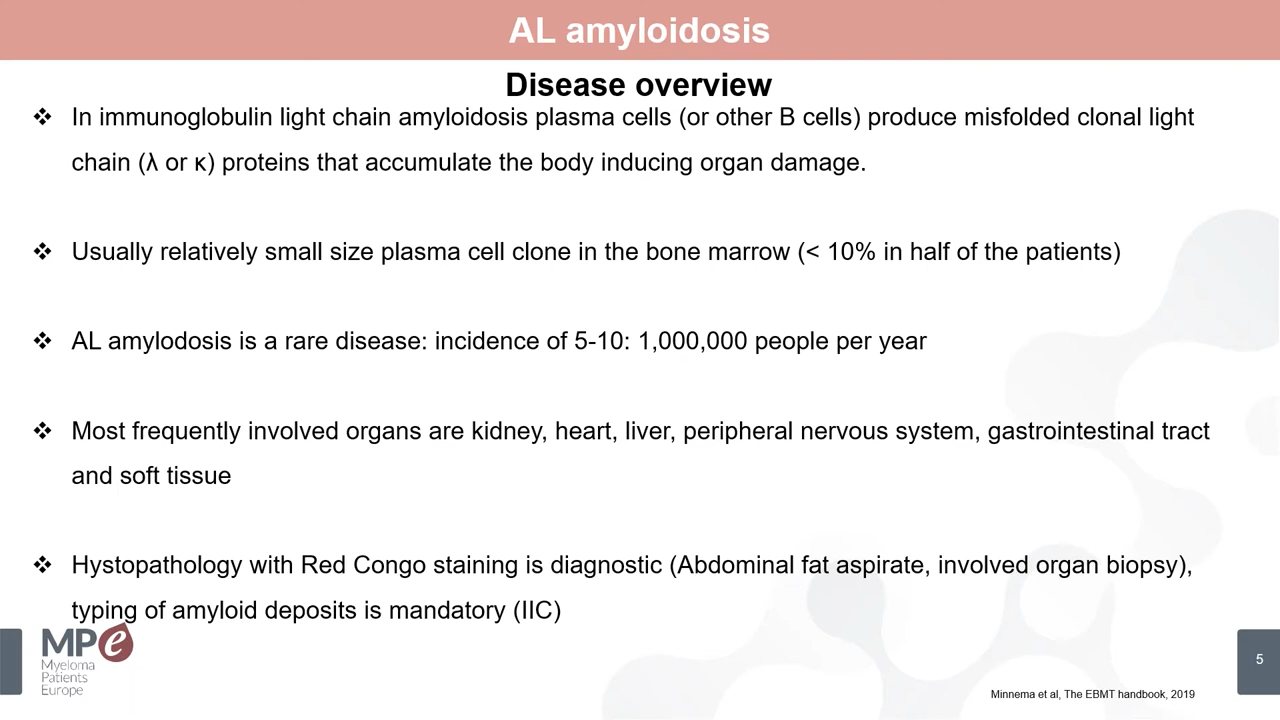 AL amyloidosis
Disease overview
❖ In immunoglobulin light chain amyloidosis plasma cells (or other B cells) produce misfolded clonal light
chain (λ or κ) proteins that accumulate the body inducing organ damage.
❖ Usually relatively small size plasma cell clone in the bone marrow (< 10% in half of the patients)
❖ AL amylodosis is a rare disease: incidence of 5-10: 1,000,000 people per year
❖ Most frequently involved organs are kidney, heart, liver, peripheral nervous system, gastrointestinal tract
and soft tissue
❖ Hystopathology with Red Congo staining is diagnostic (Abdominal fat aspirate, involved organ biopsy),
typing of amyloid deposits is mandatory (IIC)
MPe
Myeloma
Patients
Europe
5
Minnema et al, The EBMT handbook, 2019